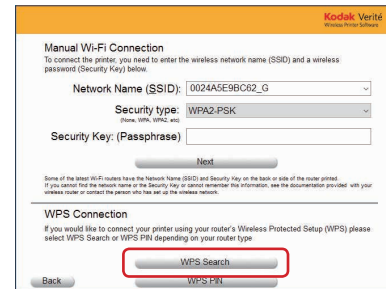 Kodak Verité
Wireless Printer Software
Manual Wi-Fi Connection
To connect the printer, you need to enter the wireless network name (SSID) and a wireless
password (Security Key) below.
Network Name (SSID): 0024A5E9BC62_G
Security type: WPA2-PSK
(None, WPA, WPA2, etc)
Security Key: (Passphrase)
Next
Some of the latest Wi-Fi routers have the Network Name (SSID) and Security Key on the back or side of the router printed.
If you cannot find the network name or the Security Key or cannot remember this information, see the documentation provided with your
wireless router or contact the person who has set up the wireless network.
WPS Connection
If you would like to connect your printer using your router's Wireless Protected Setup (WPS) please
select WPS Search or WPS PIN depending on your router type
WPS Search
Back WPS PIN